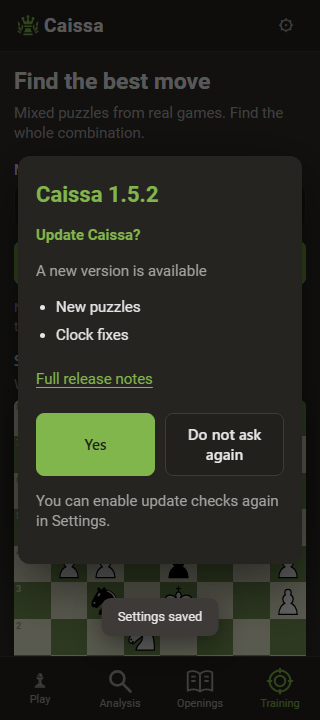 Caissa
Find the best move
Mixed puzzles from real games. Find the
whole combination.
Caissa 1.5.2
Update Caissa?
A new version is available
• New puzzles
• Clock fixes
Full release notes
Yes
Do not ask
again
You can enable update checks again
in Settings.
3
Settings saved
2
Play
Analysis
Openings
Training